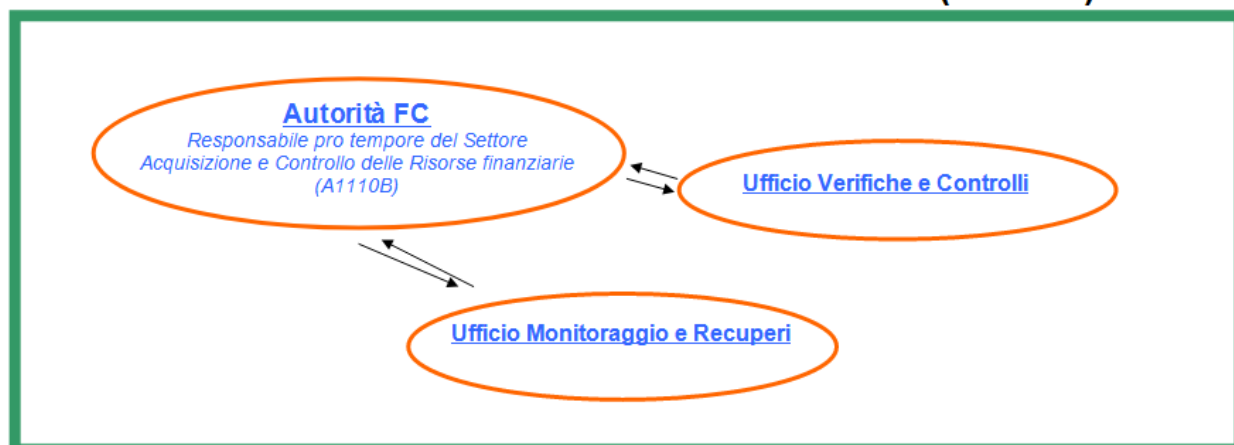 Autorità FC
Responsabile pro tempore del Settore
Acquisizione e Controllo delle Risorse finanziarie
(A1110B)
Ufficio Verifiche e Controlli
Ufficio Monitoraggio e Recuperi